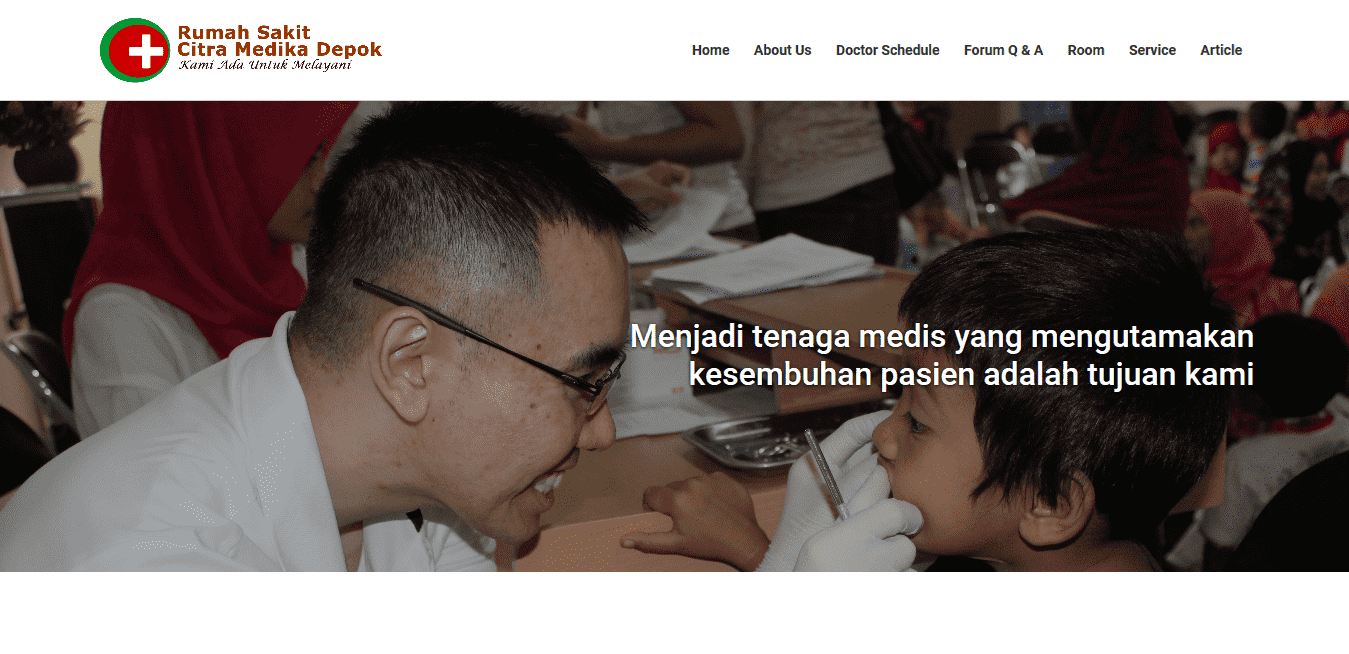 Rumah Sakit
Citra Medika Depok
Kami Ada Untuk Melayani
Home About Us Doctor Schedule Forum Q & A Room Service Article
Menjadi tenaga medis yang mengutamakan
kesembuhan pasien adalah tujuan kami